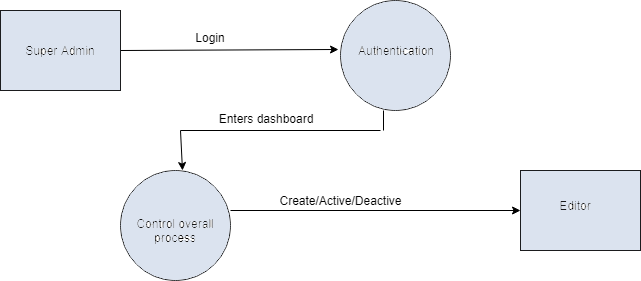 Login
Super Admin
Authentication
Enters dashboard
Create/Active/Deactive
Editor
Control overall
process